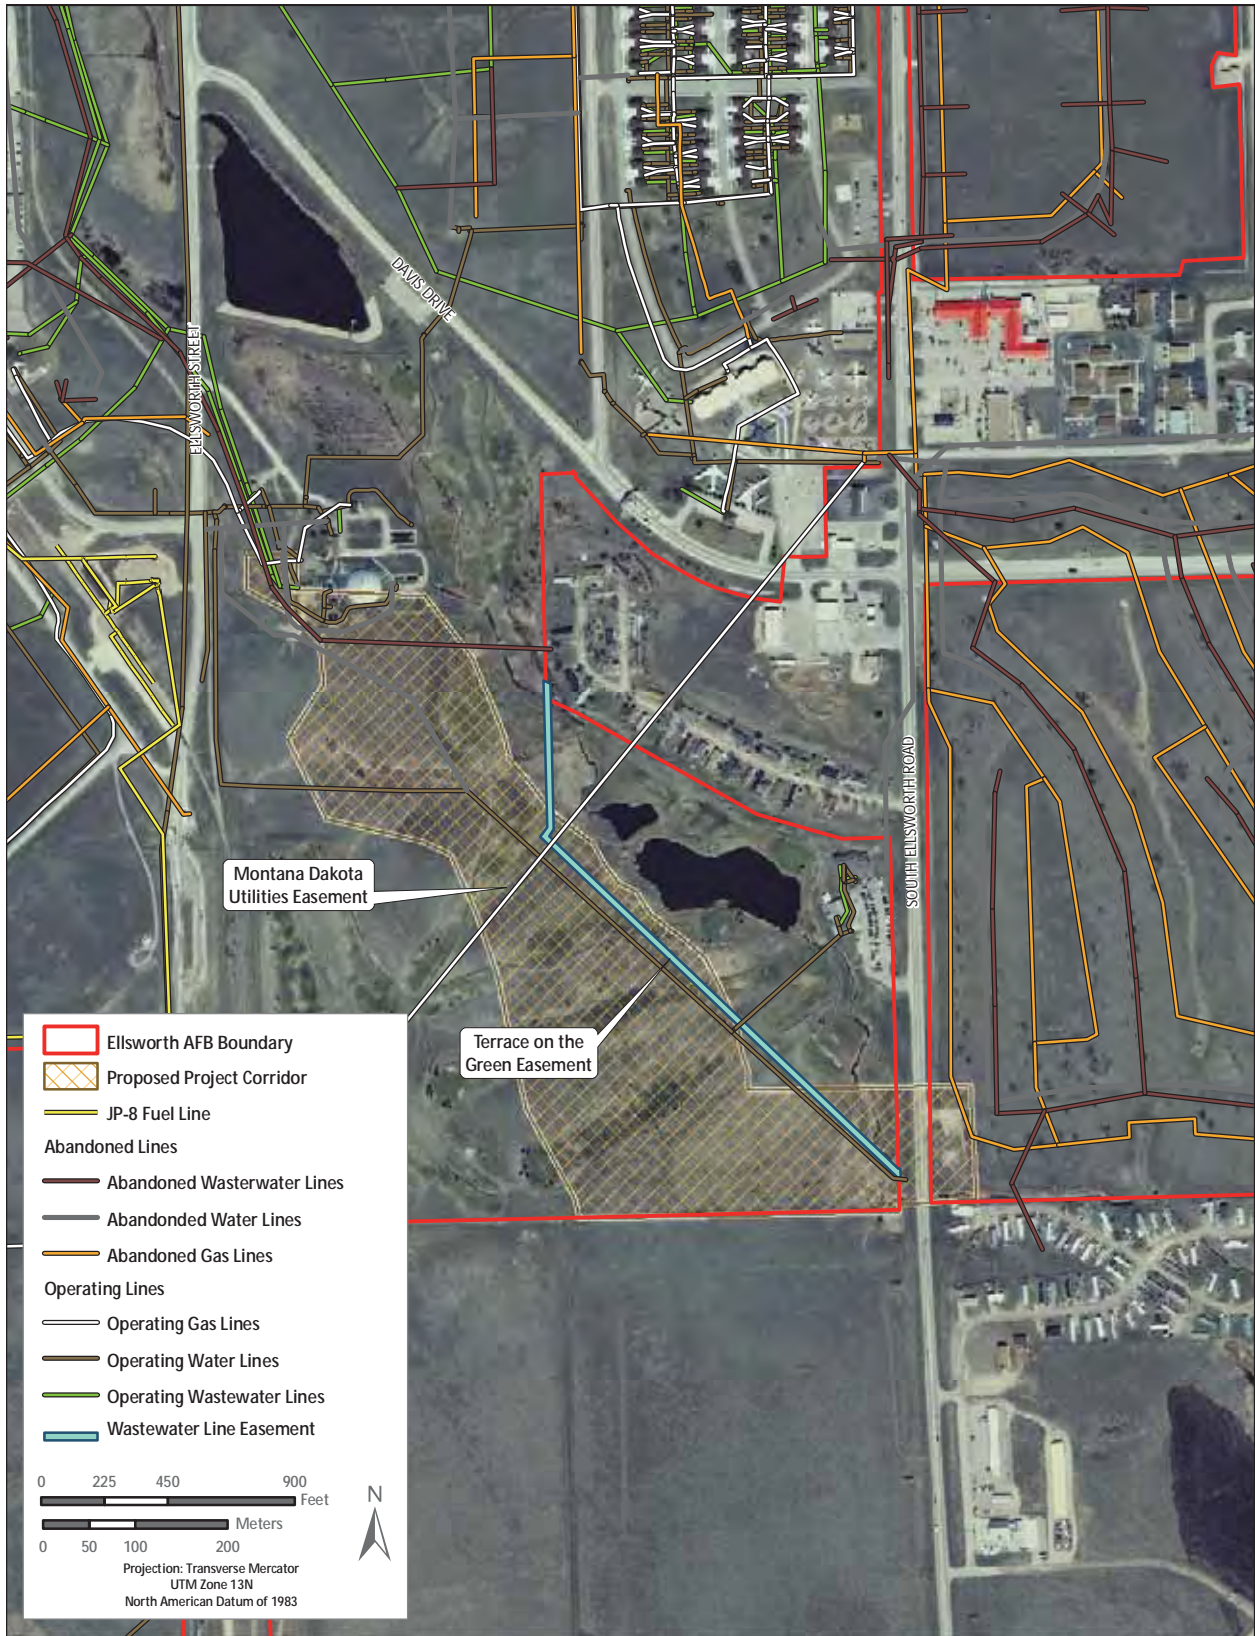 DAVIS DRIVE
ELLSWORTH STREET
SOUTH ELLSWORTH ROAD
Montana Dakota
Utilities Easement
Terrace on the
Green Easement
Ellsworth AFB Boundary
Proposed Project Corridor
JP-8 Fuel Line
Abandoned Lines
Abandoned Wasterwater Lines
Abandonded Water Lines
Abandoned Gas Lines
Operating Lines
Operating Gas Lines
Operating Water Lines
Operating Wastewater Lines
Wastewater Line Easement
0 225 450 900
Feet
Meters
0 50 100 200
N
Projection: Transverse Mercator
UTM Zone 13N
North American Datum of 1983